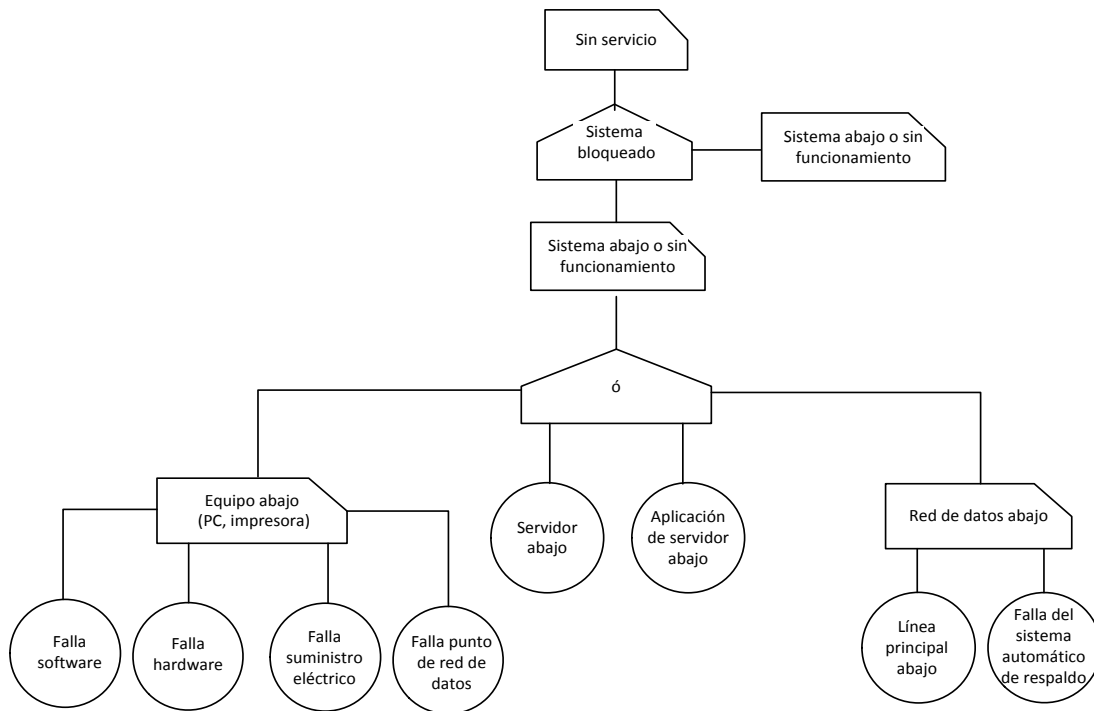 Sin servicio
Sistema
bloqueado
Sistema abajo o sin
funcionamiento
Sistema abajo o sin
funcionamiento
ó
Equipo abajo
(PC, impresora)
Servidor
abajo
Aplicación
de servidor
abajo
Red de datos abajo
Falla
software
Falla
hardware
Falla
suministro
eléctrico
Falla punto
de red de
datos
Línea
principal
abajo
Falla del
sistema
automático
de respaldo